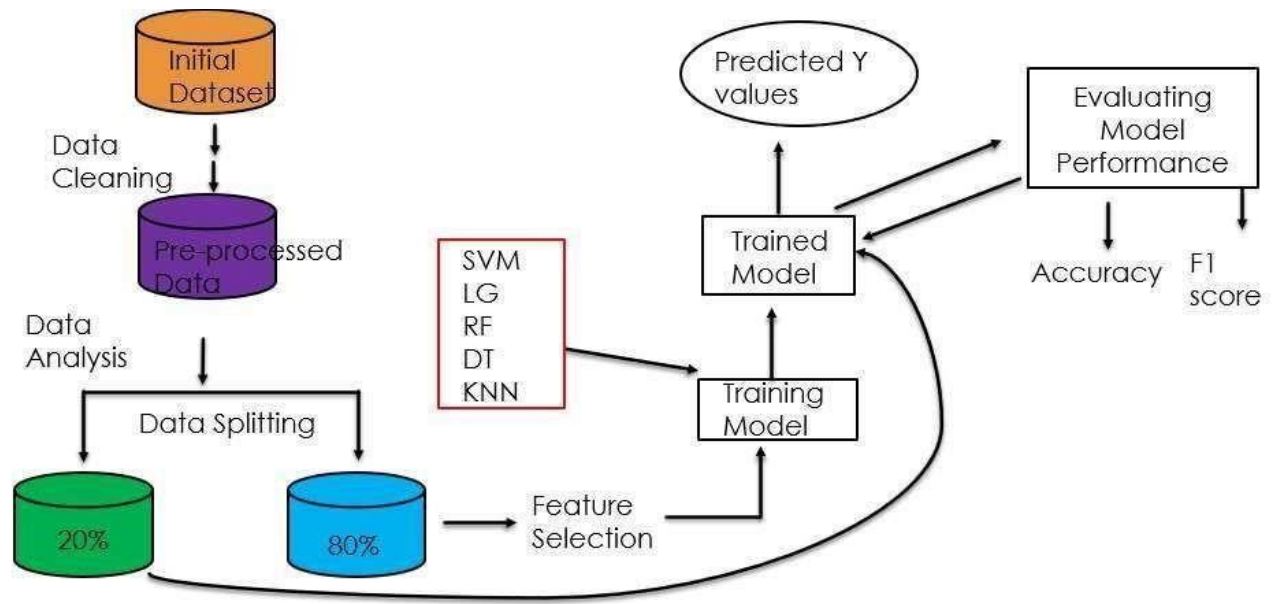 Initial
Dataset
Data
Cleaning
Pre-processed
Data
Data
Analysis
Data Splitting
20%
80%
Feature
Selection
SVM
LG
RF
DT
KNN
Training
Model
Trained
Model
Predicted Y
values
Evaluating
Model
Performance
Accuracy
F1
score